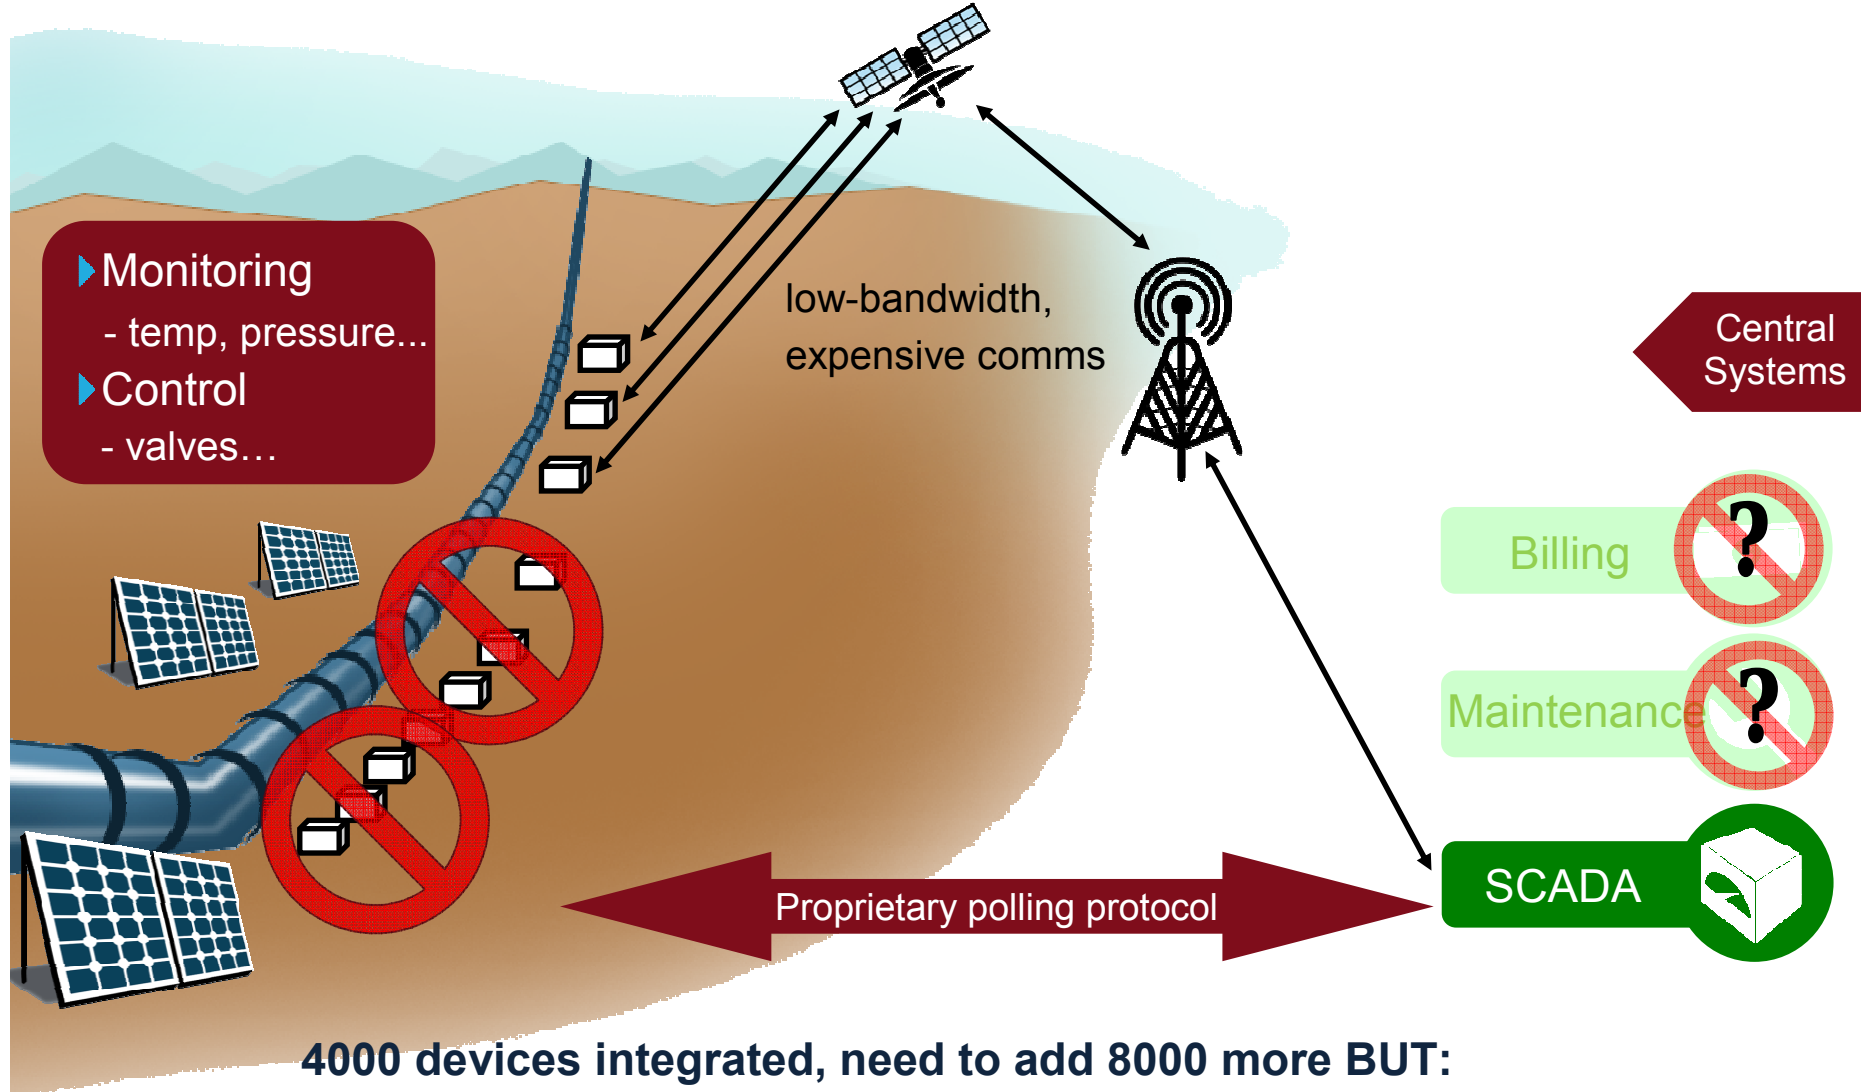 Monitoring
- temp, pressure...
Control
- valves…
low-bandwidth,
expensive comms
Central
Systems
?
Billing
?
Maintenance
SCADA
Proprietary polling protocol
4000 devices integrated, need to add 8000 more BUT: